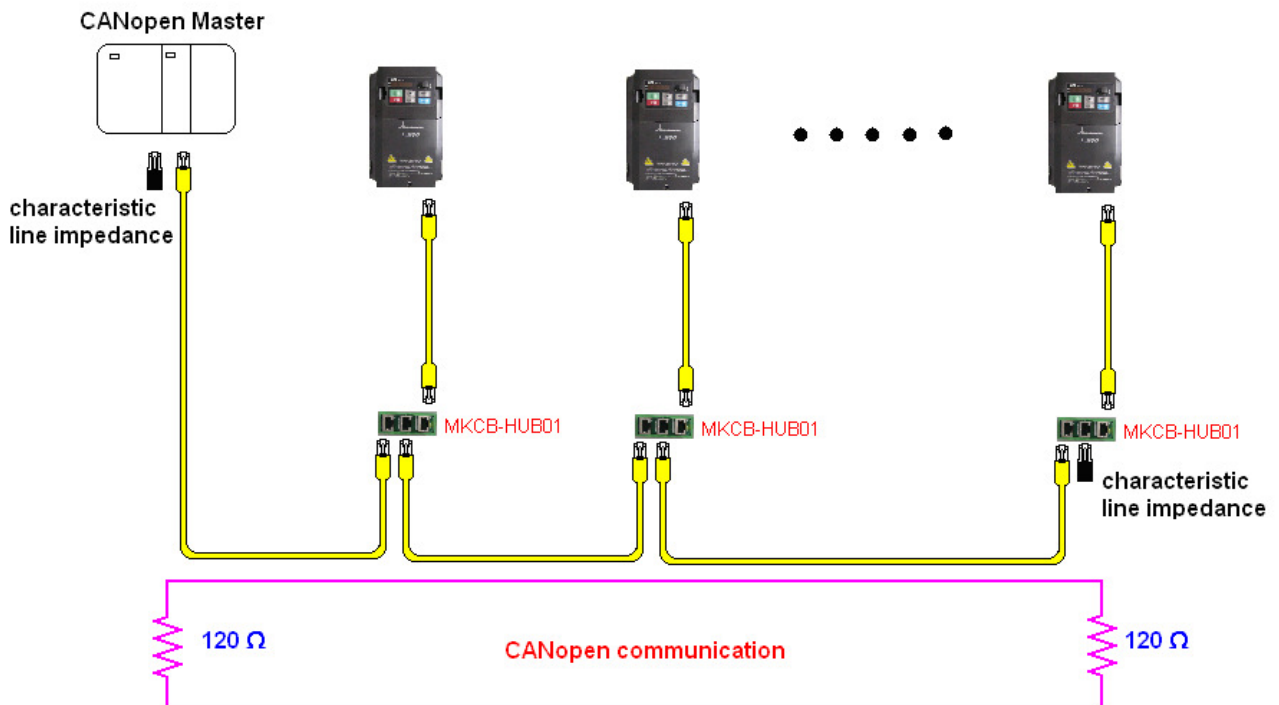 CANopen Master
characteristic
line impedance
MKCB-HUB01
MKCB-HUB01
MKCB-HUB01
characteristic
line impedance
120 Ω
CANopen communication
120 Ω